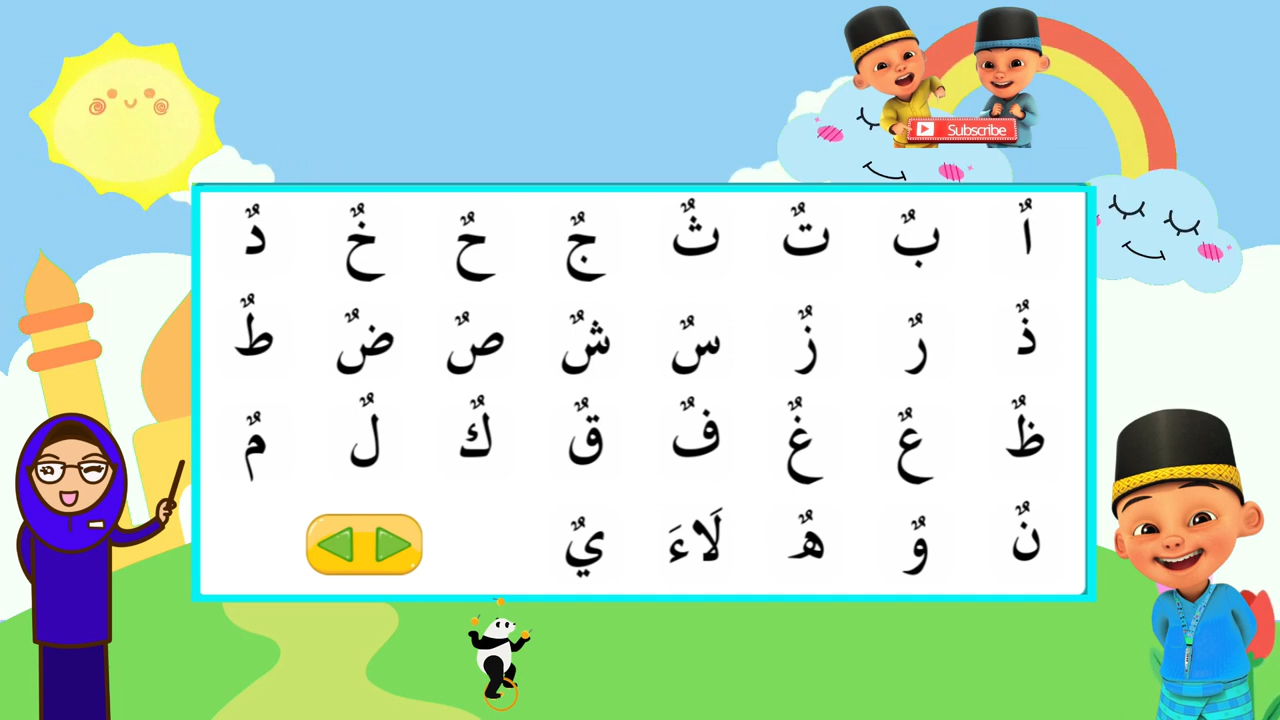 Subscribe
اٌ بٌ تٌ ثٌ جٌ حٌ خٌ دٌ
ذٌ رٌ زٌ سٌ شٌ صٌ ضٌ طٌ
ظٌ عٌ غٌ فٌ قٌ كٌ لٌ مٌ
نٌ وٌ هٌ لَاءَ يٌ